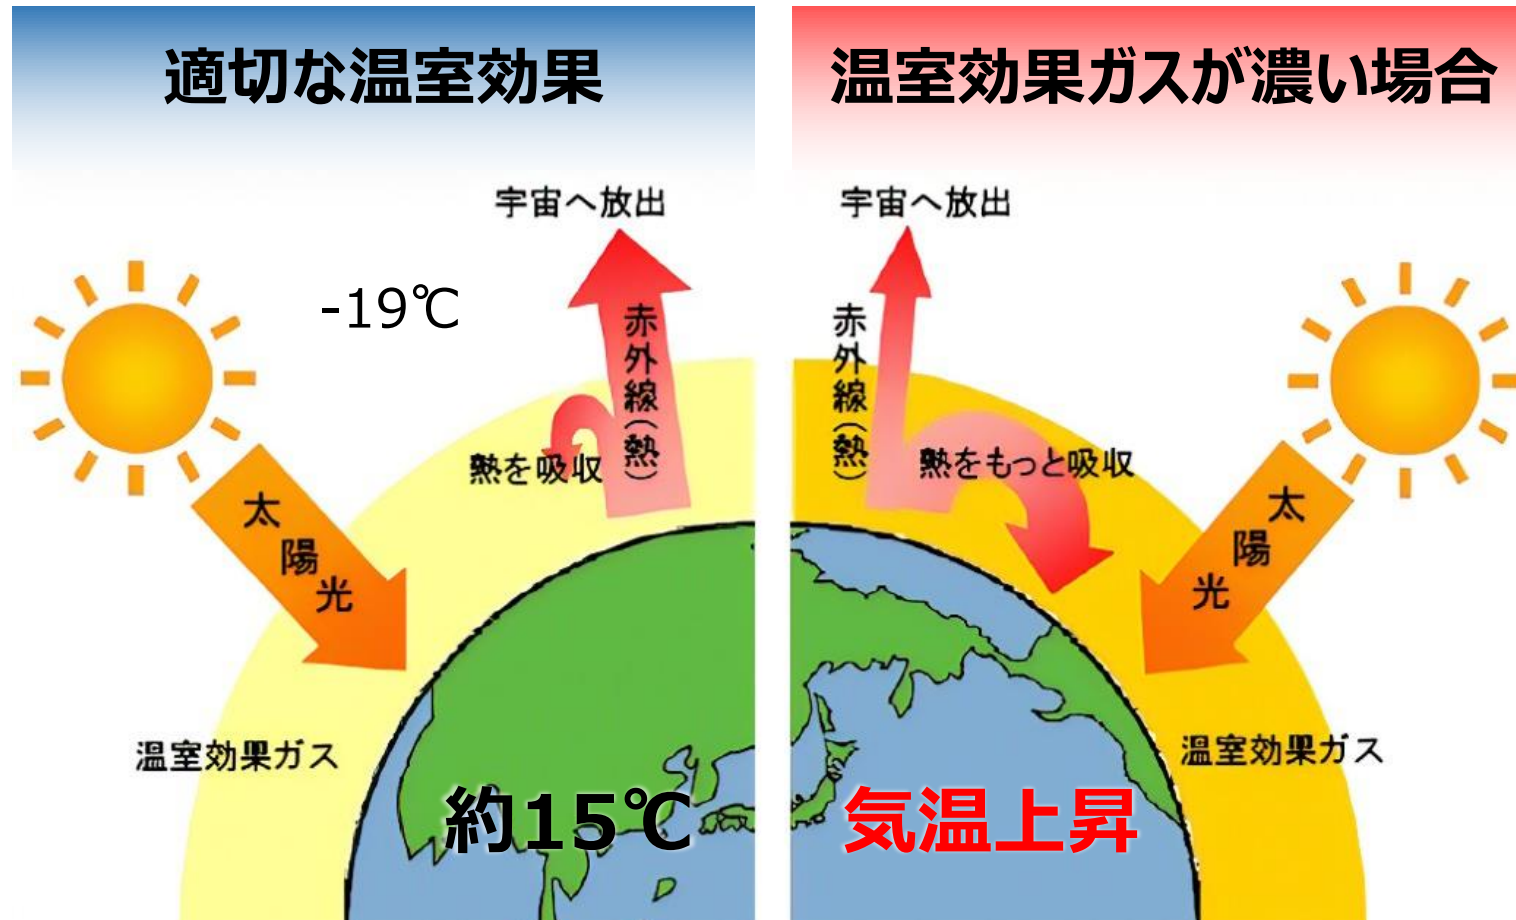 適切な温室効果
宇宙へ放出
-19℃
赤外線(熱)
熱を吸収
太陽光
温室効果ガス
約15℃
温室効果ガスが濃い場合
宇宙へ放出
赤外線(熱)
熱をもっと吸収
太陽光
温室効果ガス
気温上昇